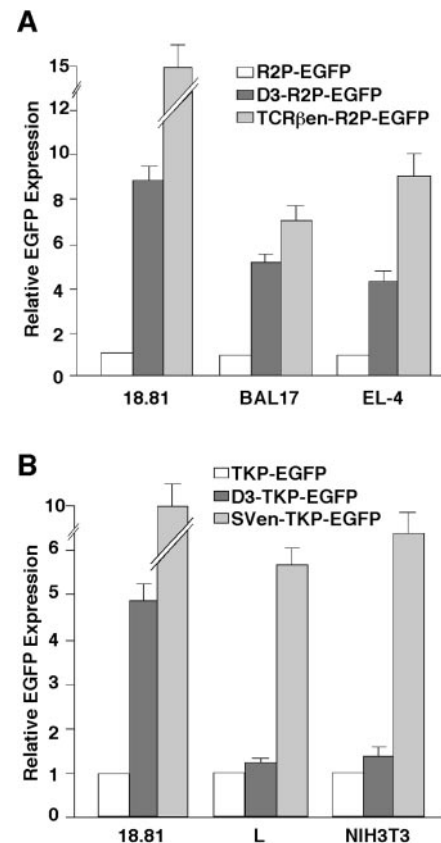 A
R2P-EGFP
D3-R2P-EGFP
TCRβen-R2P-EGFP
Relative EGFP Expression
15
12
10
8
6
4
2
0
18.81 BAL17 EL-4
B
TKP-EGFP
D3-TKP-EGFP
SVen-TKP-EGFP
Relative EGFP Expression
10
6
5
4
3
2
1
0
18.81 L NIH3T3